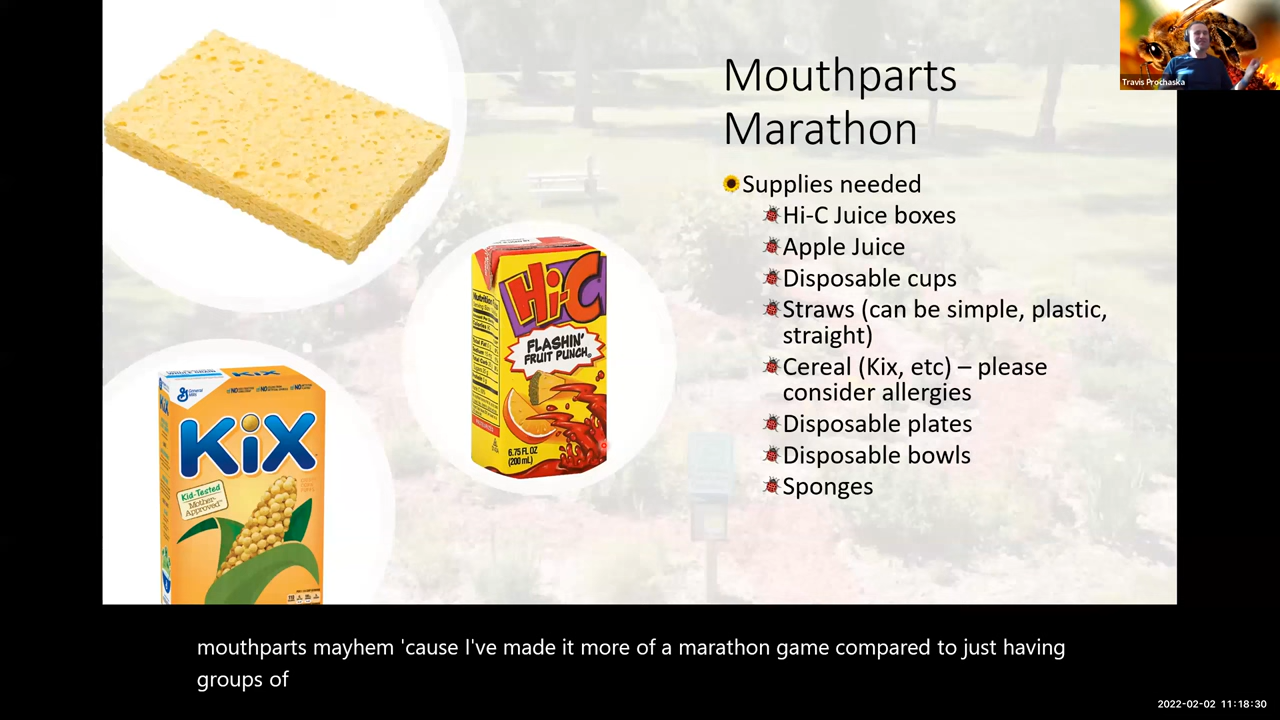 Travis Prochaska
Mouthparts
Marathon
Supplies needed
Hi-C Juice boxes
Apple Juice
Disposable cups
Straws (can be simple, plastic,
straight)
Cereal (Kix, etc) – please
consider allergies
Disposable plates
Disposable bowls
Sponges
Hi-C
FLASHIN'
FRUIT PUNCH
6.75 FL OZ
(200 mL)
General
Mills
KiX
KiX
Kid-Tested
Mother-
Approved
mouthparts mayhem 'cause I've made it more of a marathon game compared to just having
groups of
2022-02-02 11:18:30